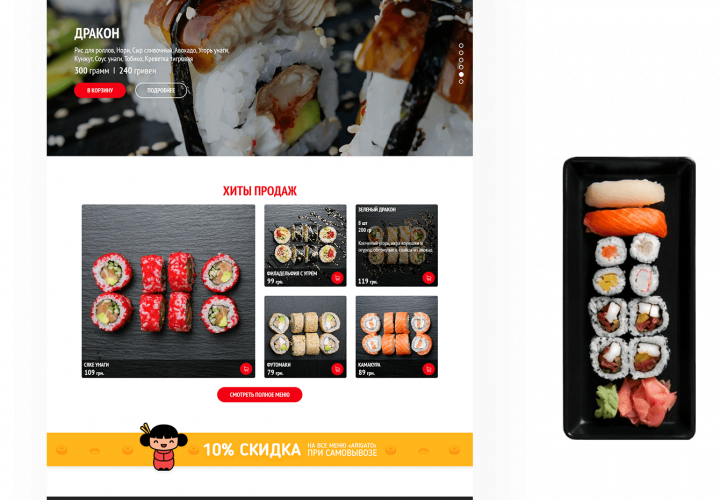 ДРАКОН
Рис для роллов, Нори, Сыр сливочный, Авокадо, Угорь унаги,
Кунжут, Соус унаги, Тобико, Креветка тигровая
300 грамм | 240 гривен
В КОРЗИНУ
ПОДРОБНЕЕ
ХИТЫ ПРОДАЖ
СЯКЕ УНАГИ
109 грн.
ФИЛАДЕЛЬФИЯ С УГРЕМ
99 грн.
ЗЕЛЕНЫЙ ДРАКОН
8 шт
200 гр
119 грн.
ФУТОМАКИ
79 грн.
КАМАКУРА
89 грн.
СМОТРЕТЬ ПОЛНОЕ МЕНЮ
10% СКИДКА
НА ВСЕ МЕНЮ «ARIGATO»
ПРИ САМОВЫВОЗЕ